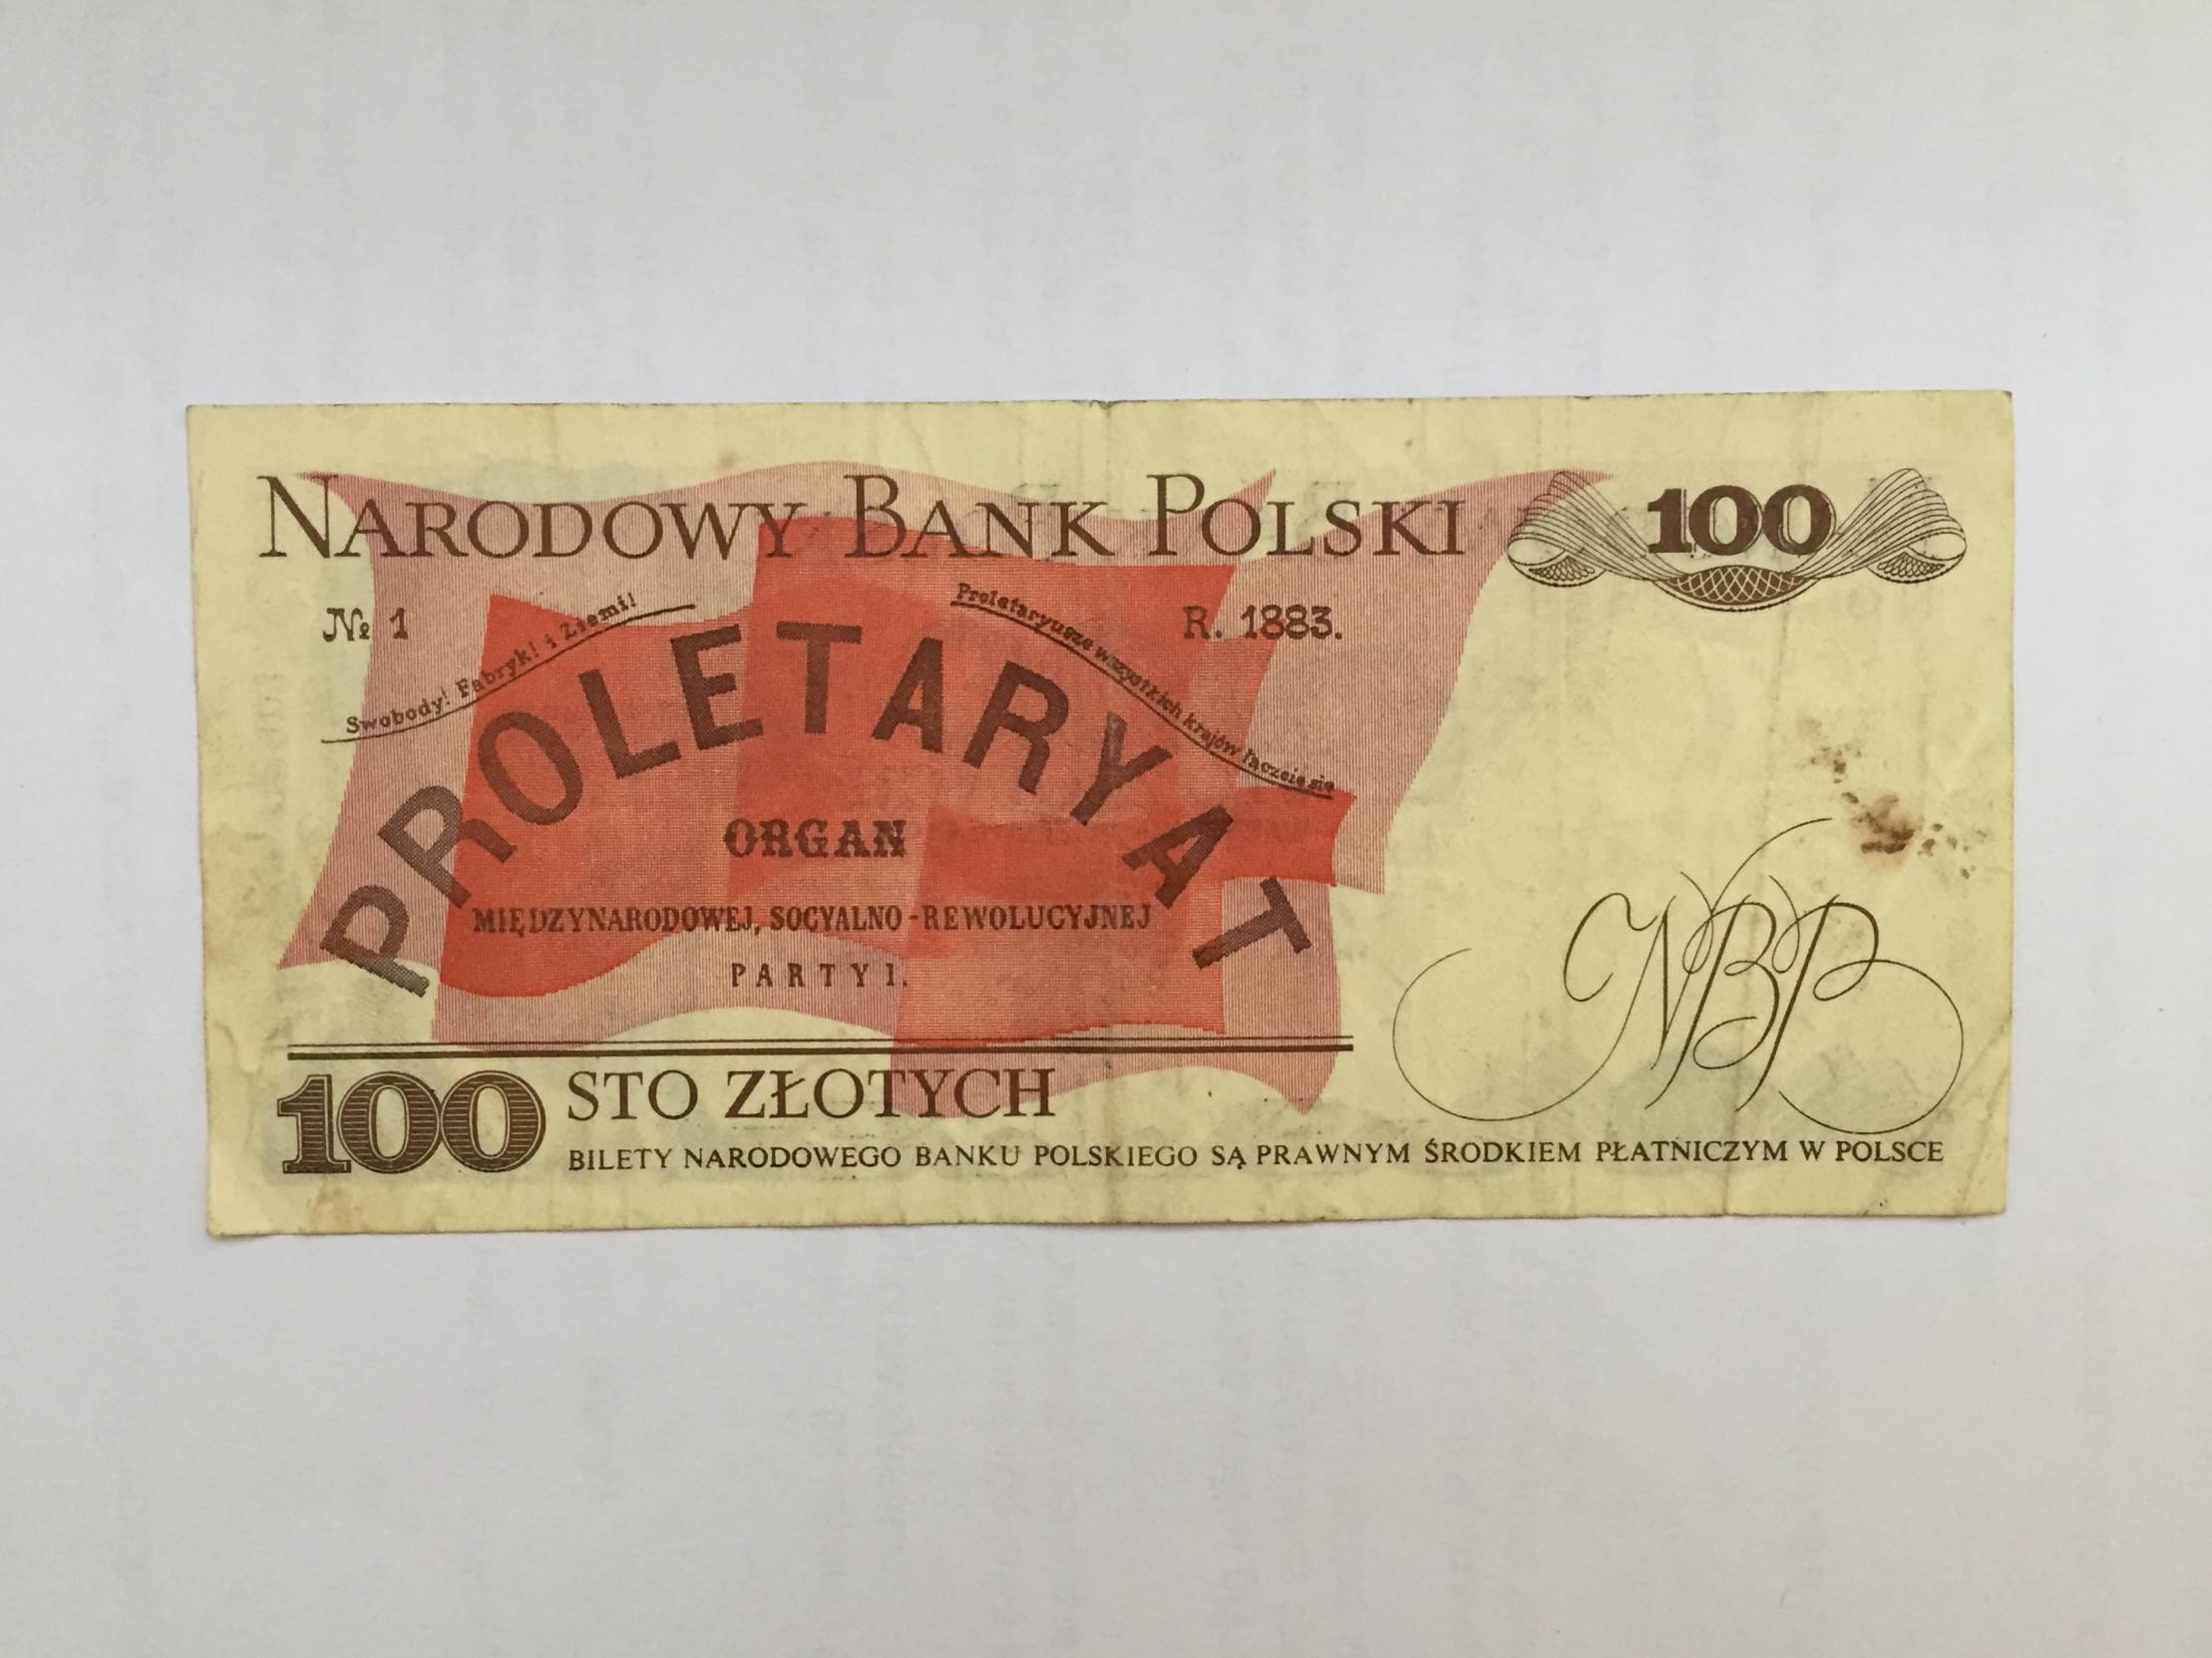 NARODOWY BANK POLSKI
100
№ 1
R. 1883.
Swobody! Fabryk! i Ziemi!
Proletaryusze wszystkich krajów łączcie się
PROLETARYAT
ORGAN
MIĘDZYNARODOWEJ, SOCYALNO-REWOLUCYJNEJ
PARTYI.
NBP
100 STO ZŁOTYCH
BILETY NARODOWEGO BANKU POLSKIEGO SĄ PRAWNYM ŚRODKIEM PŁATNICZYM W POLSCE